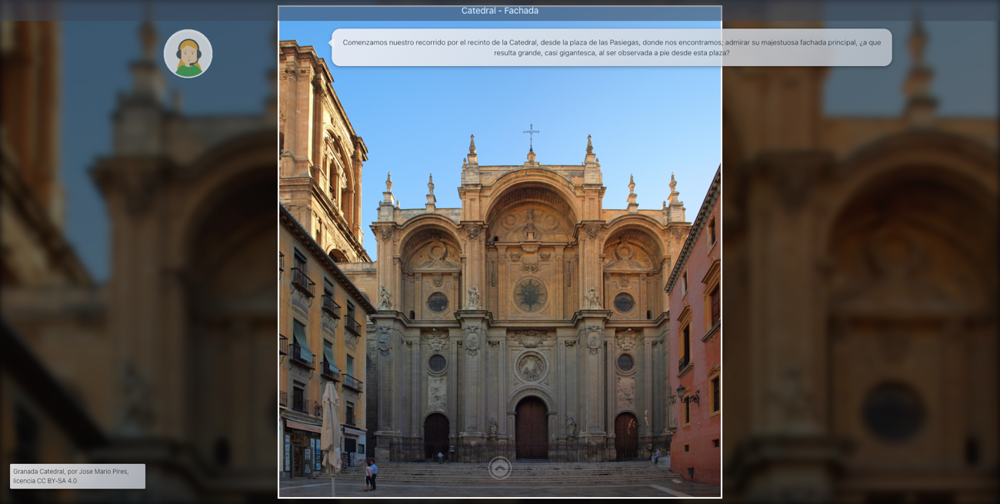 Catedral - Fachada
Comenzamos nuestro recorrido por el recinto de la Catedral, desde la plaza de las Pasiegas, donde nos encontramos; admirar su majestuosa fachada principal, ¿a que
resulta grande, casi gigantesca, al ser observada a pie desde esta plaza?
Granada Catedral, por Jose Mario Pires,
licencia CC BY-SA 4.0